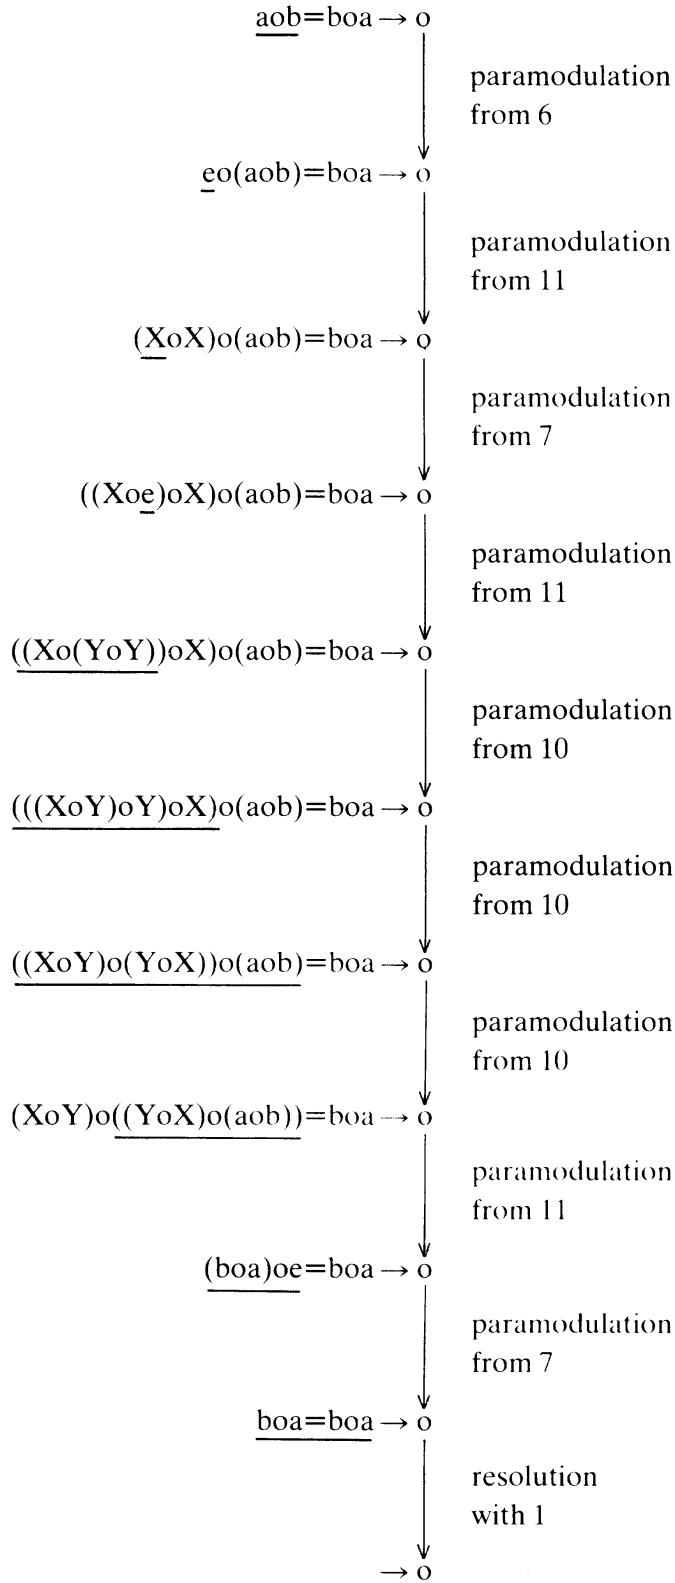 aob=boa → o
paramodulation
from 6
eo(aob)=boa → o
paramodulation
from 11
(XoX)o(aob)=boa → o
paramodulation
from 7
((Xoe)oX)o(aob)=boa → o
paramodulation
from 11
((Xo(YoY))oX)o(aob)=boa → o
paramodulation
from 10
(((XoY)oY)oX)o(aob)=boa → o
paramodulation
from 10
((XoY)o(YoX))o(aob)=boa → o
paramodulation
from 10
(XoY)o((YoX)o(aob))=boa → o
paramodulation
from 11
(boa)oe=boa → o
paramodulation
from 7
boa=boa → o
resolution
with 1
→ o